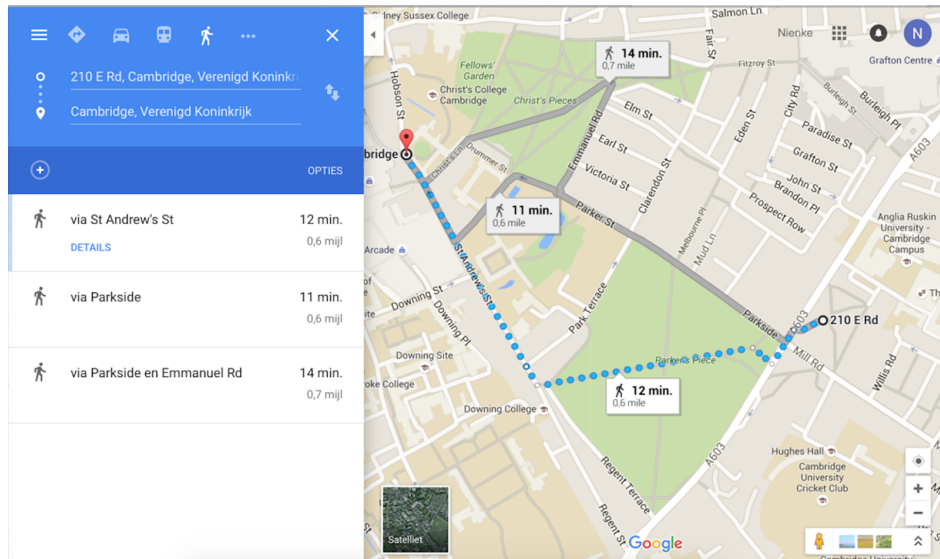 210 E Rd, Cambridge, Verenigd Koninkri
Cambridge, Verenigd Koninkrijk
OPTIES
via St Andrew's St 12 min.
DETAILS 0,6 mijl
via Parkside 11 min.
0,6 mijl
via Parkside en Emmanuel Rd 14 min.
0,7 mijl
Sidney Sussex College
Salmon Ln
Nienke
N
Fair St
Grafton Centre
Fitzroy St
14 min.
0,7 mile
Fellows'
Garden
Hobson St
Christ's College
Cambridge
Christ's Pieces
City Rd
Burleigh St
Burleigh Pl
Elm St
Emmanuel Rd
Eden St
Paradise St
A603
Earl St
Grafton St
bridge
Christ's Ln
Drummer St
Victoria St
Clarendon St
John St
Brandon Pl
Prospect Row
11 min.
0,6 mile
Parker St
Melbourne Pl
Mud Ln
Anglia Ruskin
University -
Cambridge
Campus
Arcade
St Andrew's St
Downing St
Downing Pl
Park Terrace
Parkside
A603
210 E Rd
Th
Mill Rd
Willis Rd
Parker's Piece
Downing Site
oke College
12 min.
0,6 mile
Downing College
Regent Terrace
Regent St
A603
Hughes Hall
Cambridge
University
Cricket Club
Satelliet
Google